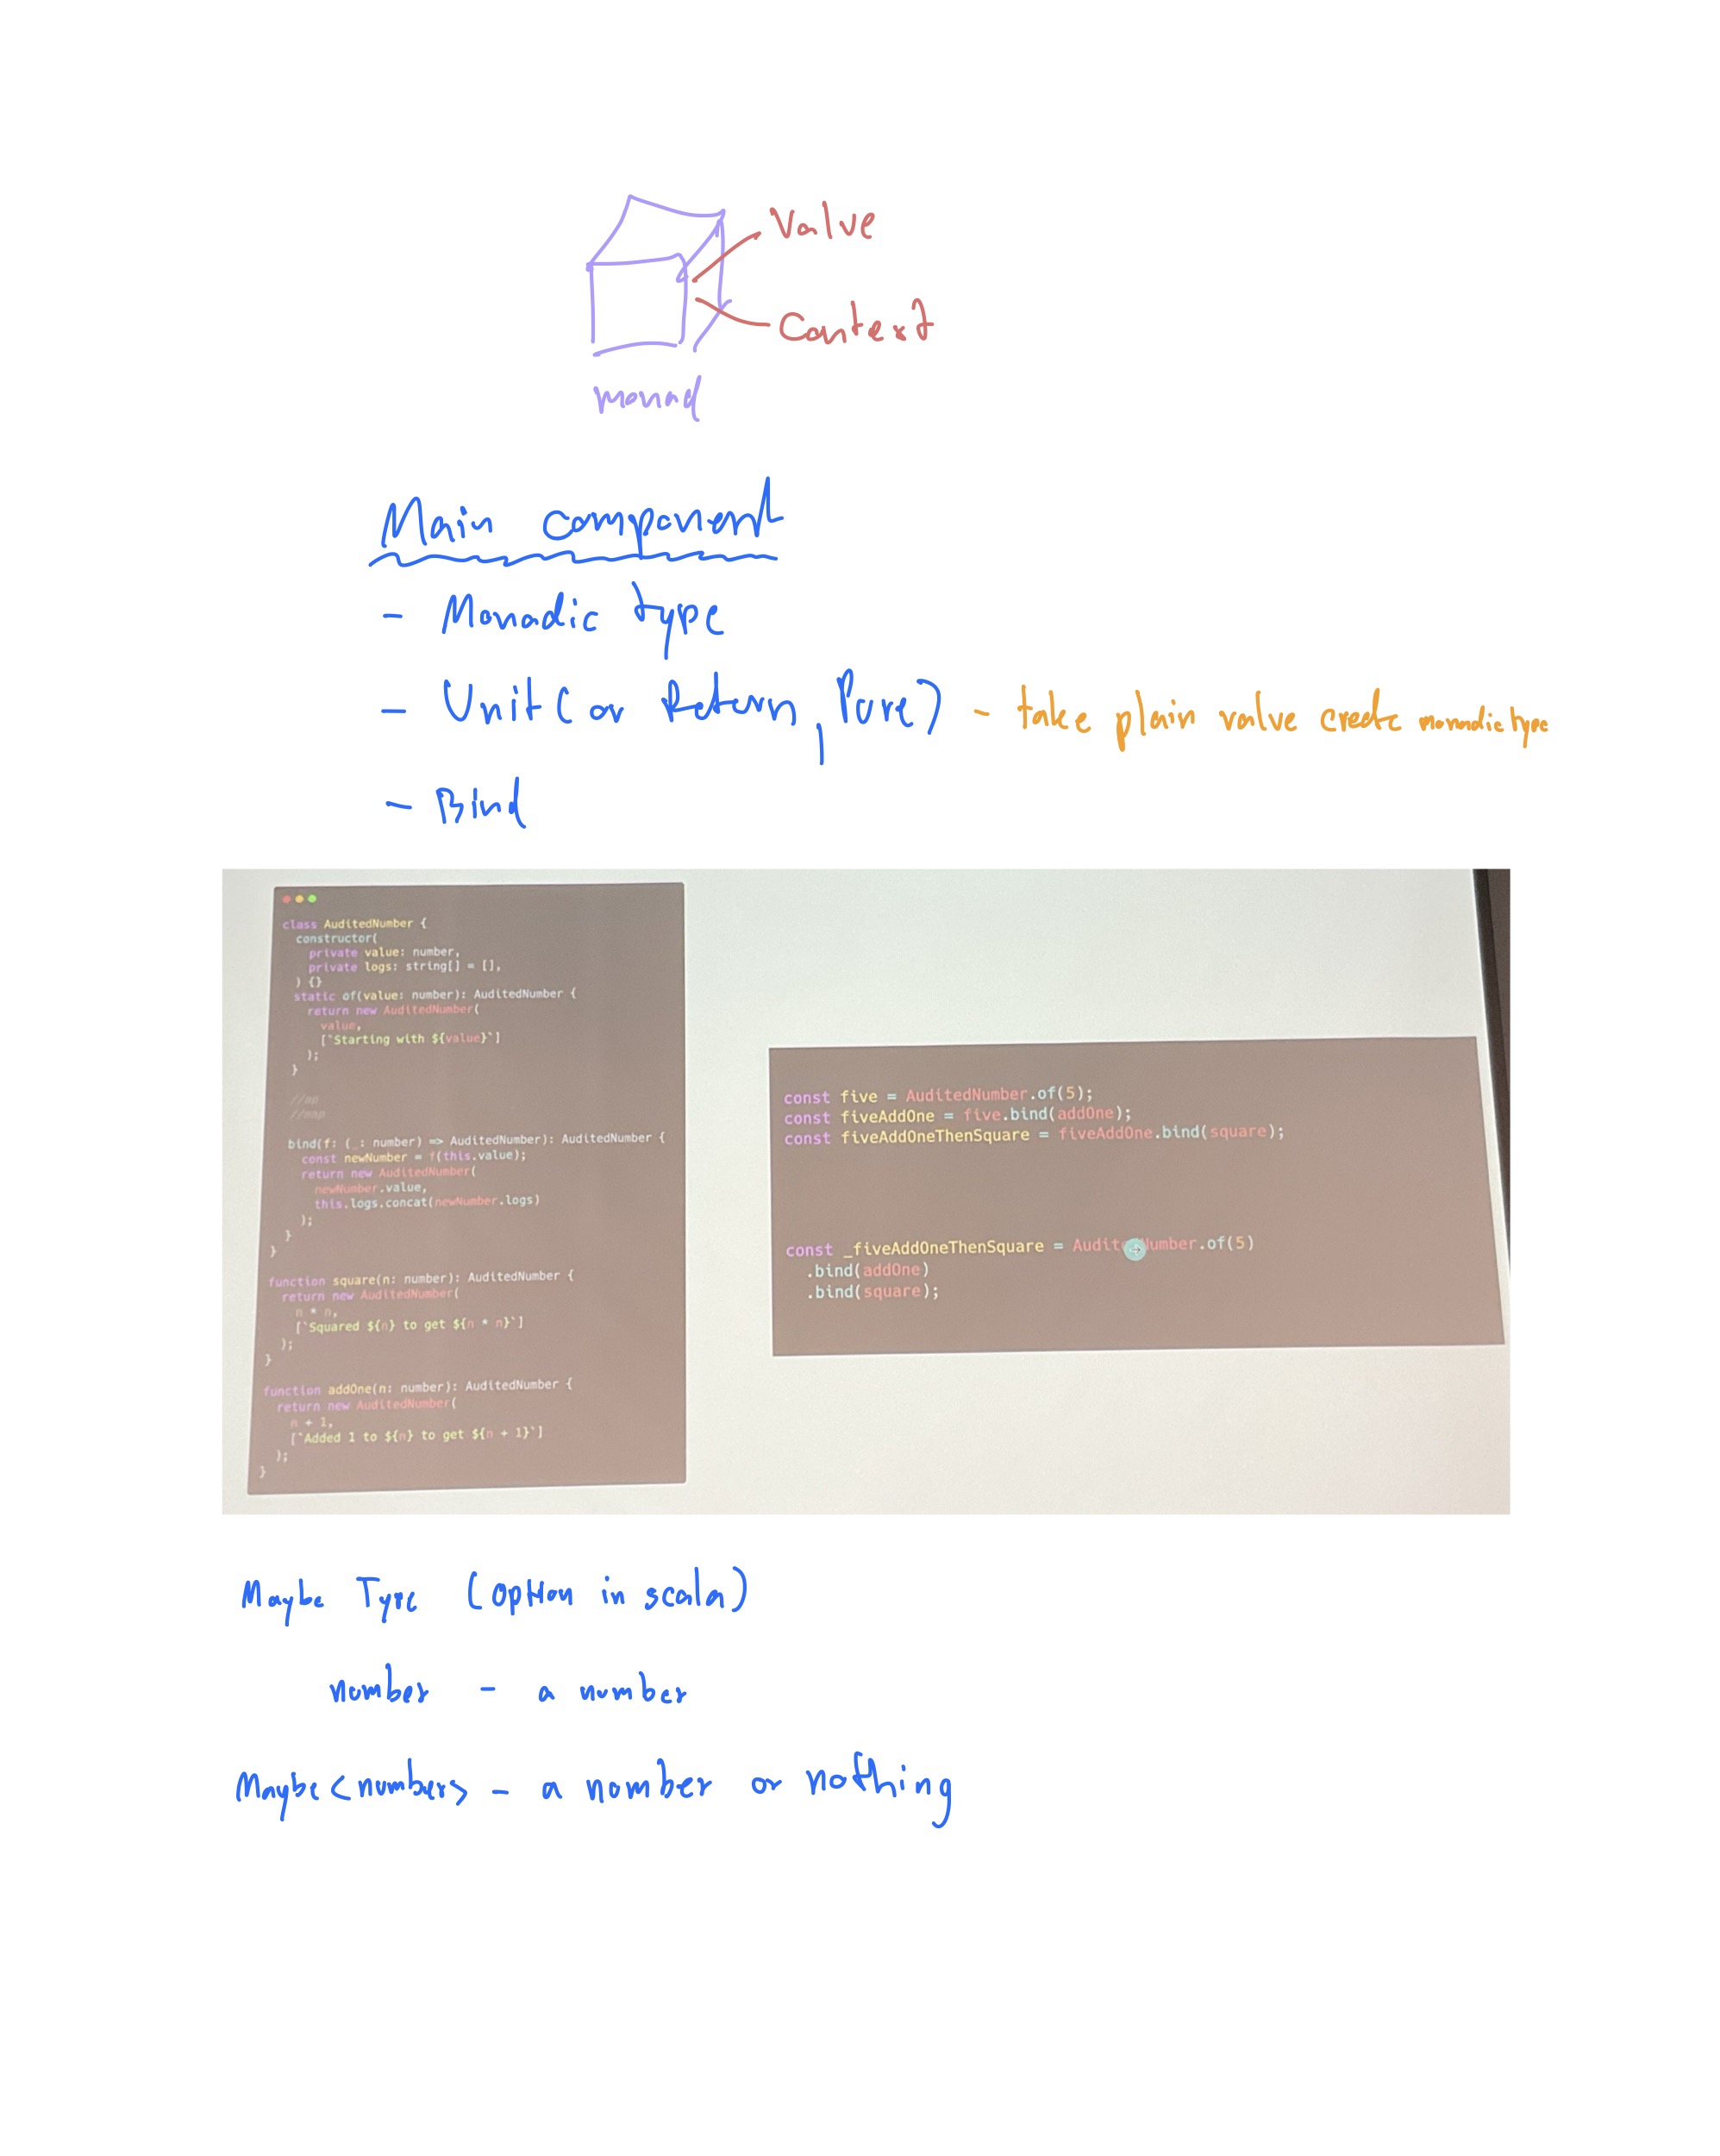 Value
Context
monad
Main component
- Monadic type
- Unit (or Return, Pure) - take plain value create monadic type
- Bind
class AuditedNumber {
constructor(
private value: number,
private logs: string[] = [],
) {}
static of(value: number): AuditedNumber {
return new AuditedNumber(
value,
[`Starting with ${value}`]
);
}
//map
bind(f: (_: number) => AuditedNumber): AuditedNumber {
const newNumber = f(this.value);
return new AuditedNumber(
newNumber.value,
this.logs.concat(newNumber.logs)
);
}
}
function square(n: number): AuditedNumber {
return new AuditedNumber(
n * n,
[`Squared ${n} to get ${n * n}`]
);
}
function addOne(n: number): AuditedNumber {
return new AuditedNumber(
n + 1,
[`Added 1 to ${n} to get ${n + 1}`]
);
}
const five = AuditedNumber.of(5);
const fiveAddOne = five.bind(addOne);
const fiveAddOneThenSquare = fiveAddOne.bind(square);
const _fiveAddOneThenSquare = AuditedNumber.of(5)
.bind(addOne)
.bind(square);
Maybe Type (option in scala)
number - a number
Maybe<number> - a number or nothing